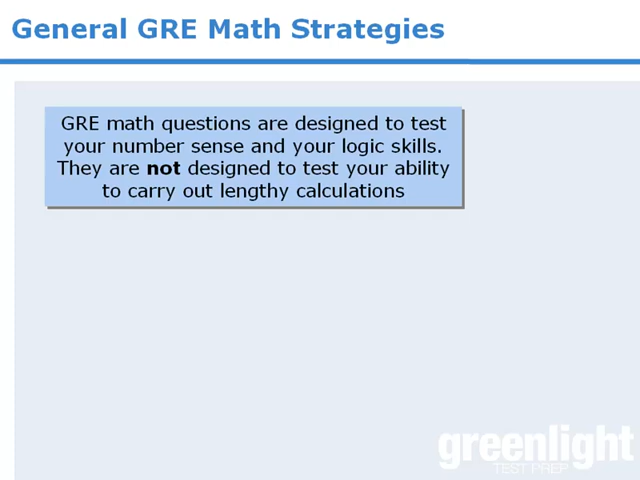 General GRE Math Strategies
GRE math questions are designed to test
your number sense and your logic skills.
They are not designed to test your ability
to carry out lengthy calculations
greenlight
TEST PREP